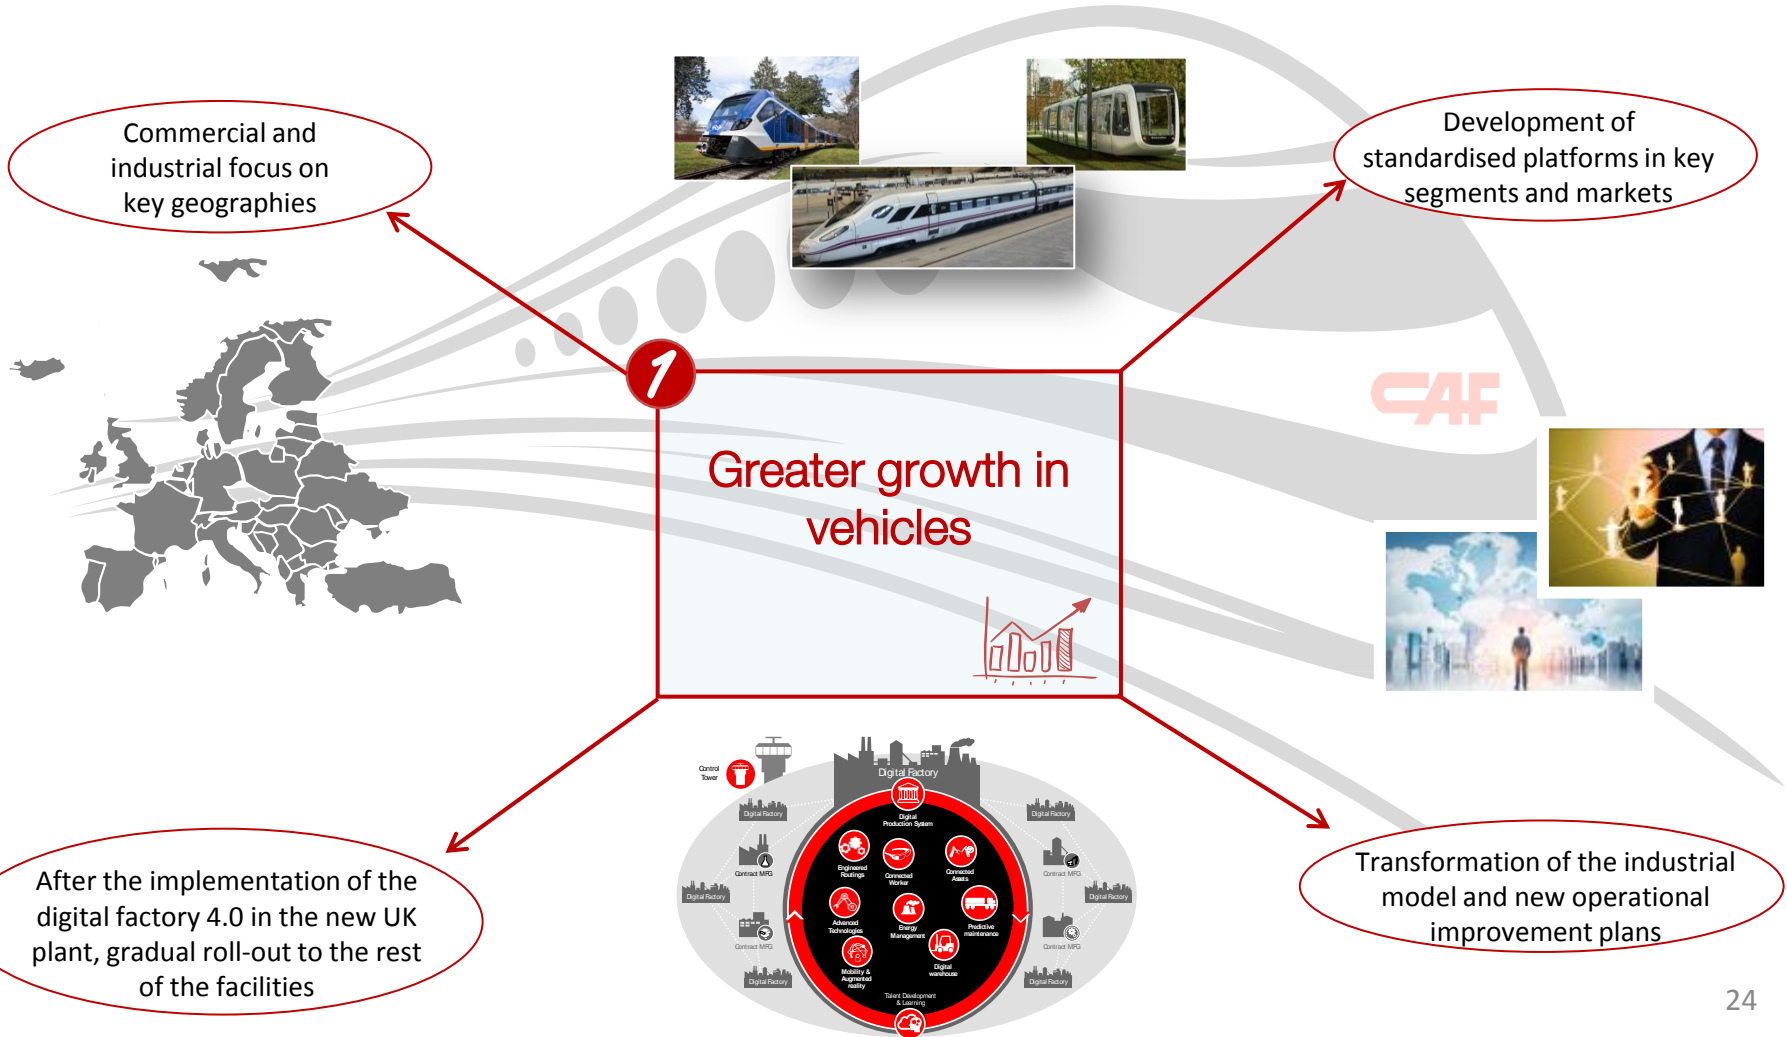 Commercial and
industrial focus on
key geographies
Development of
standardised platforms in key
segments and markets
CAF
1
Greater growth in
vehicles
After the implementation of the
digital factory 4.0 in the new UK
plant, gradual roll-out to the rest
of the facilities
Transformation of the industrial
model and new operational
improvement plans
Control
Tower
Digital Factory
Digital
Production System
Digital Factory
Digital Factory
Engineered
Routings
Connected
Worker
Connected
Assets
Contract MFG
Contract MFG
Digital Factory
Digital Factory
Advanced
Technologies
Energy
Management
Predictive
maintenance
Contract MFG
Contract MFG
Mobility &
Augmented
reality
Digital
warehouse
Digital Factory
Digital Factory
Talent Development
& Learning
24